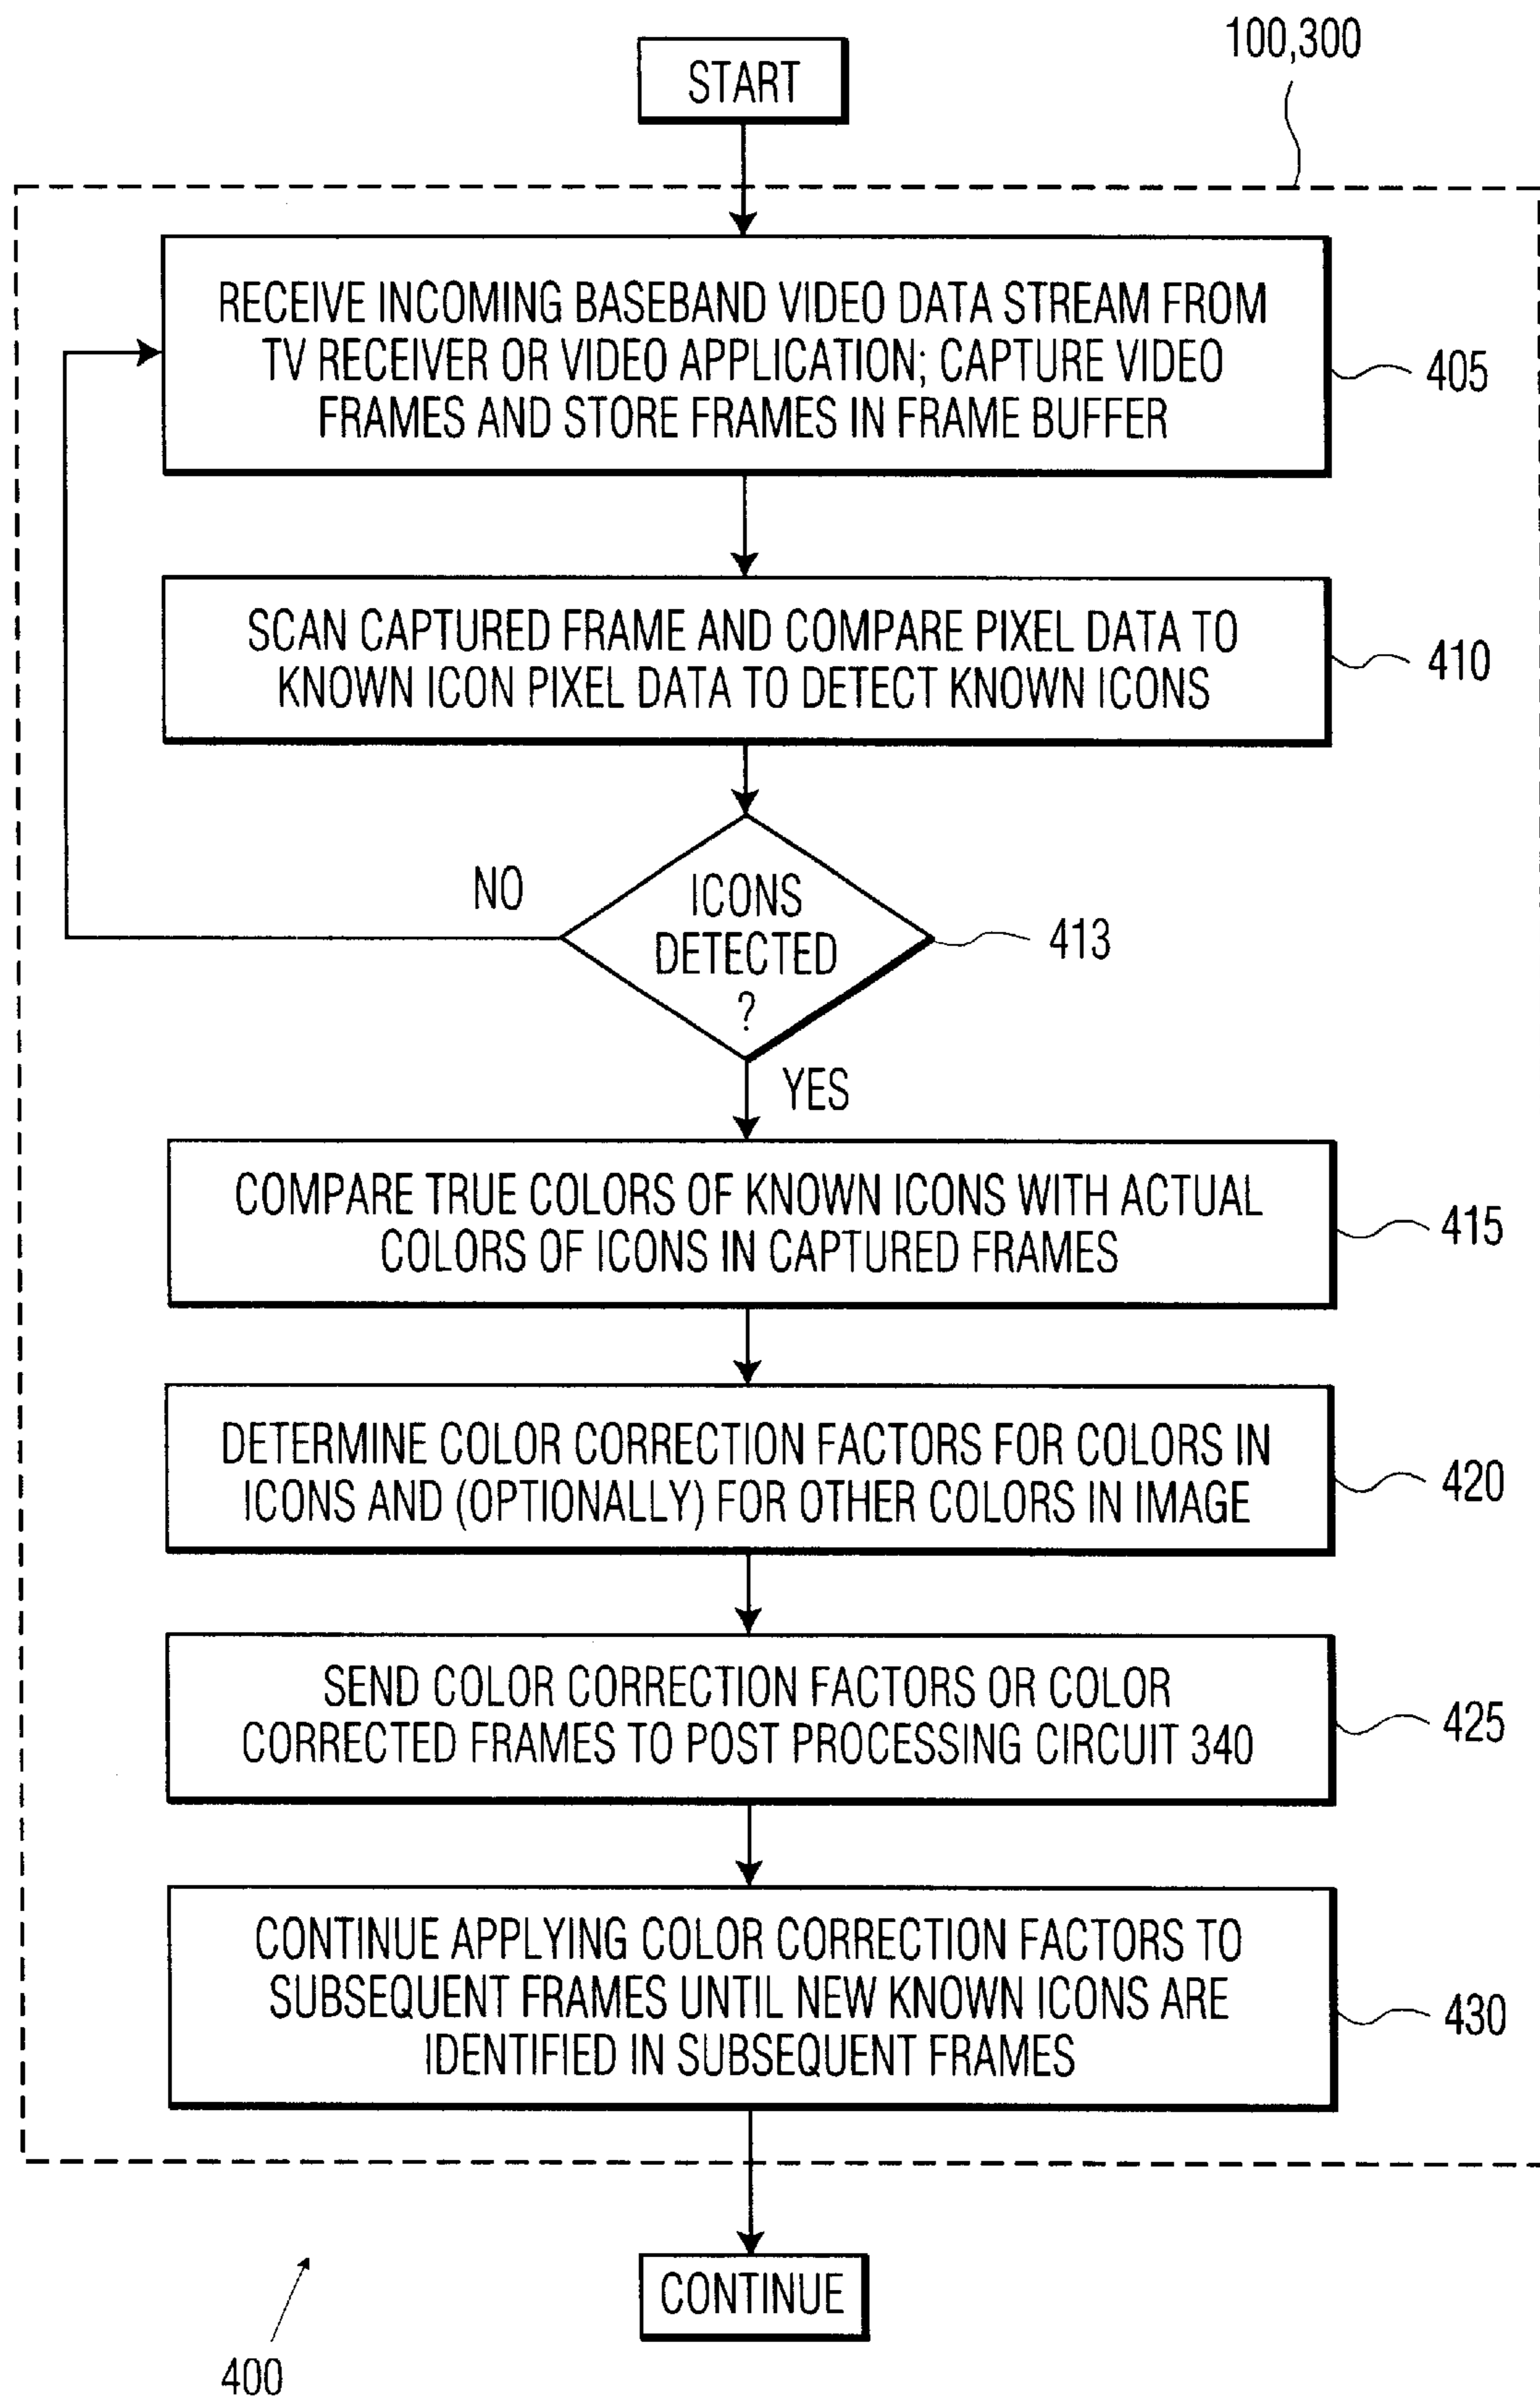 100,300
START
RECEIVE INCOMING BASEBAND VIDEO DATA STREAM FROM
TV RECEIVER OR VIDEO APPLICATION; CAPTURE VIDEO
FRAMES AND STORE FRAMES IN FRAME BUFFER
405
SCAN CAPTURED FRAME AND COMPARE PIXEL DATA TO
KNOWN ICON PIXEL DATA TO DETECT KNOWN ICONS
410
NO
ICONS
DETECTED
?
413
YES
COMPARE TRUE COLORS OF KNOWN ICONS WITH ACTUAL
COLORS OF ICONS IN CAPTURED FRAMES
415
DETERMINE COLOR CORRECTION FACTORS FOR COLORS IN
ICONS AND (OPTIONALLY) FOR OTHER COLORS IN IMAGE
420
SEND COLOR CORRECTION FACTORS OR COLOR
CORRECTED FRAMES TO POST PROCESSING CIRCUIT 340
425
CONTINUE APPLYING COLOR CORRECTION FACTORS TO
SUBSEQUENT FRAMES UNTIL NEW KNOWN ICONS ARE
IDENTIFIED IN SUBSEQUENT FRAMES
430
CONTINUE
400